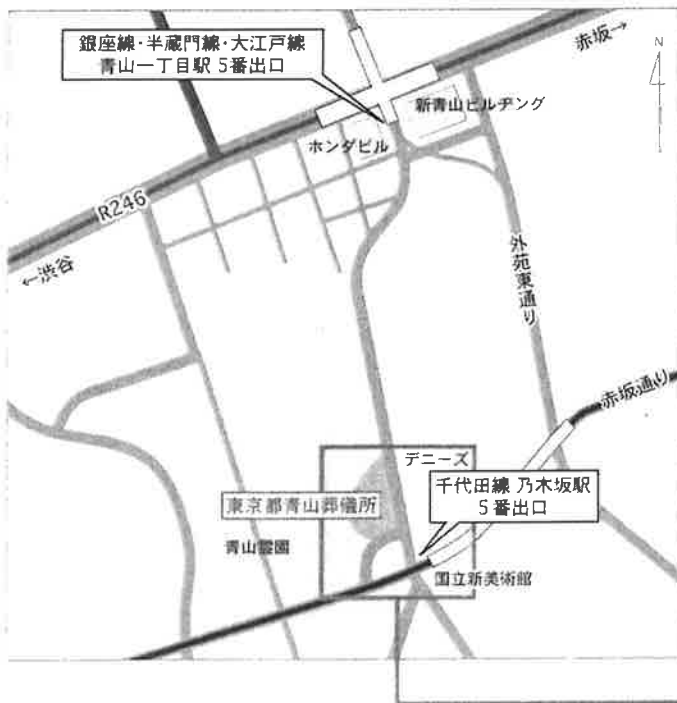 銀座線・半蔵門線・大江戸線
青山一丁目駅 5番出口
赤坂→
N
新青山ビルヂング
ホンダビル
R246
←渋谷
外苑東通り
赤坂通り
デニーズ
千代田線 乃木坂駅
5番出口
東京都青山葬儀所
青山霊園
国立新美術館